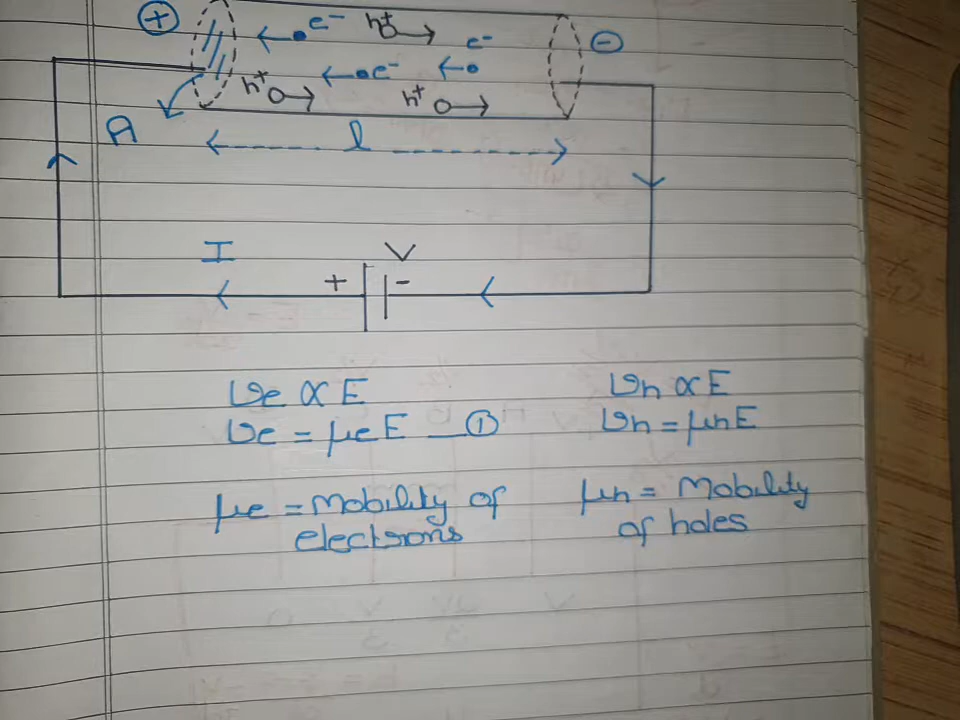 ⊕ e⁻ h⁺ e⁻ ⊖
h⁺ e⁻ h⁺
A l
I V
+ -
ve ∝ E vh ∝ E
ve = μeE — ① vh = μhE
μe = Mobility of electrons μh = Mobility of holes